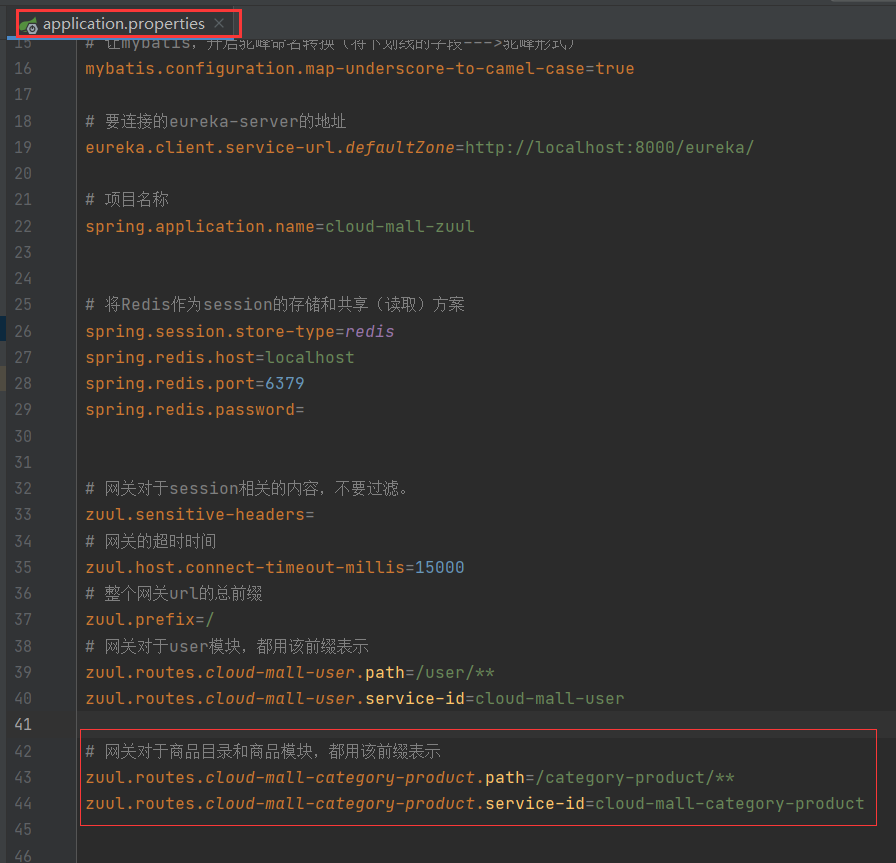 application.properties
15 # 让mybatis，开启驼峰命名转换（将下划线的字段--->驼峰形式）
16 mybatis.configuration.map-underscore-to-camel-case=true
17
18 # 要连接的eureka-server的地址
19 eureka.client.service-url.defaultZone=http://localhost:8000/eureka/
20
21 # 项目名称
22 spring.application.name=cloud-mall-zuul
23
24
25 # 将Redis作为session的存储和共享（读取）方案
26 spring.session.store-type=redis
27 spring.redis.host=localhost
28 spring.redis.port=6379
29 spring.redis.password=
30
31
32 # 网关对于session相关的内容，不要过滤。
33 zuul.sensitive-headers=
34 # 网关的超时时间
35 zuul.host.connect-timeout-millis=15000
36 # 整个网关url的总前缀
37 zuul.prefix=/
38 # 网关对于user模块，都用该前缀表示
39 zuul.routes.cloud-mall-user.path=/user/**
40 zuul.routes.cloud-mall-user.service-id=cloud-mall-user
41
42 # 网关对于商品目录和商品模块，都用该前缀表示
43 zuul.routes.cloud-mall-category-product.path=/category-product/**
44 zuul.routes.cloud-mall-category-product.service-id=cloud-mall-category-product
45
46